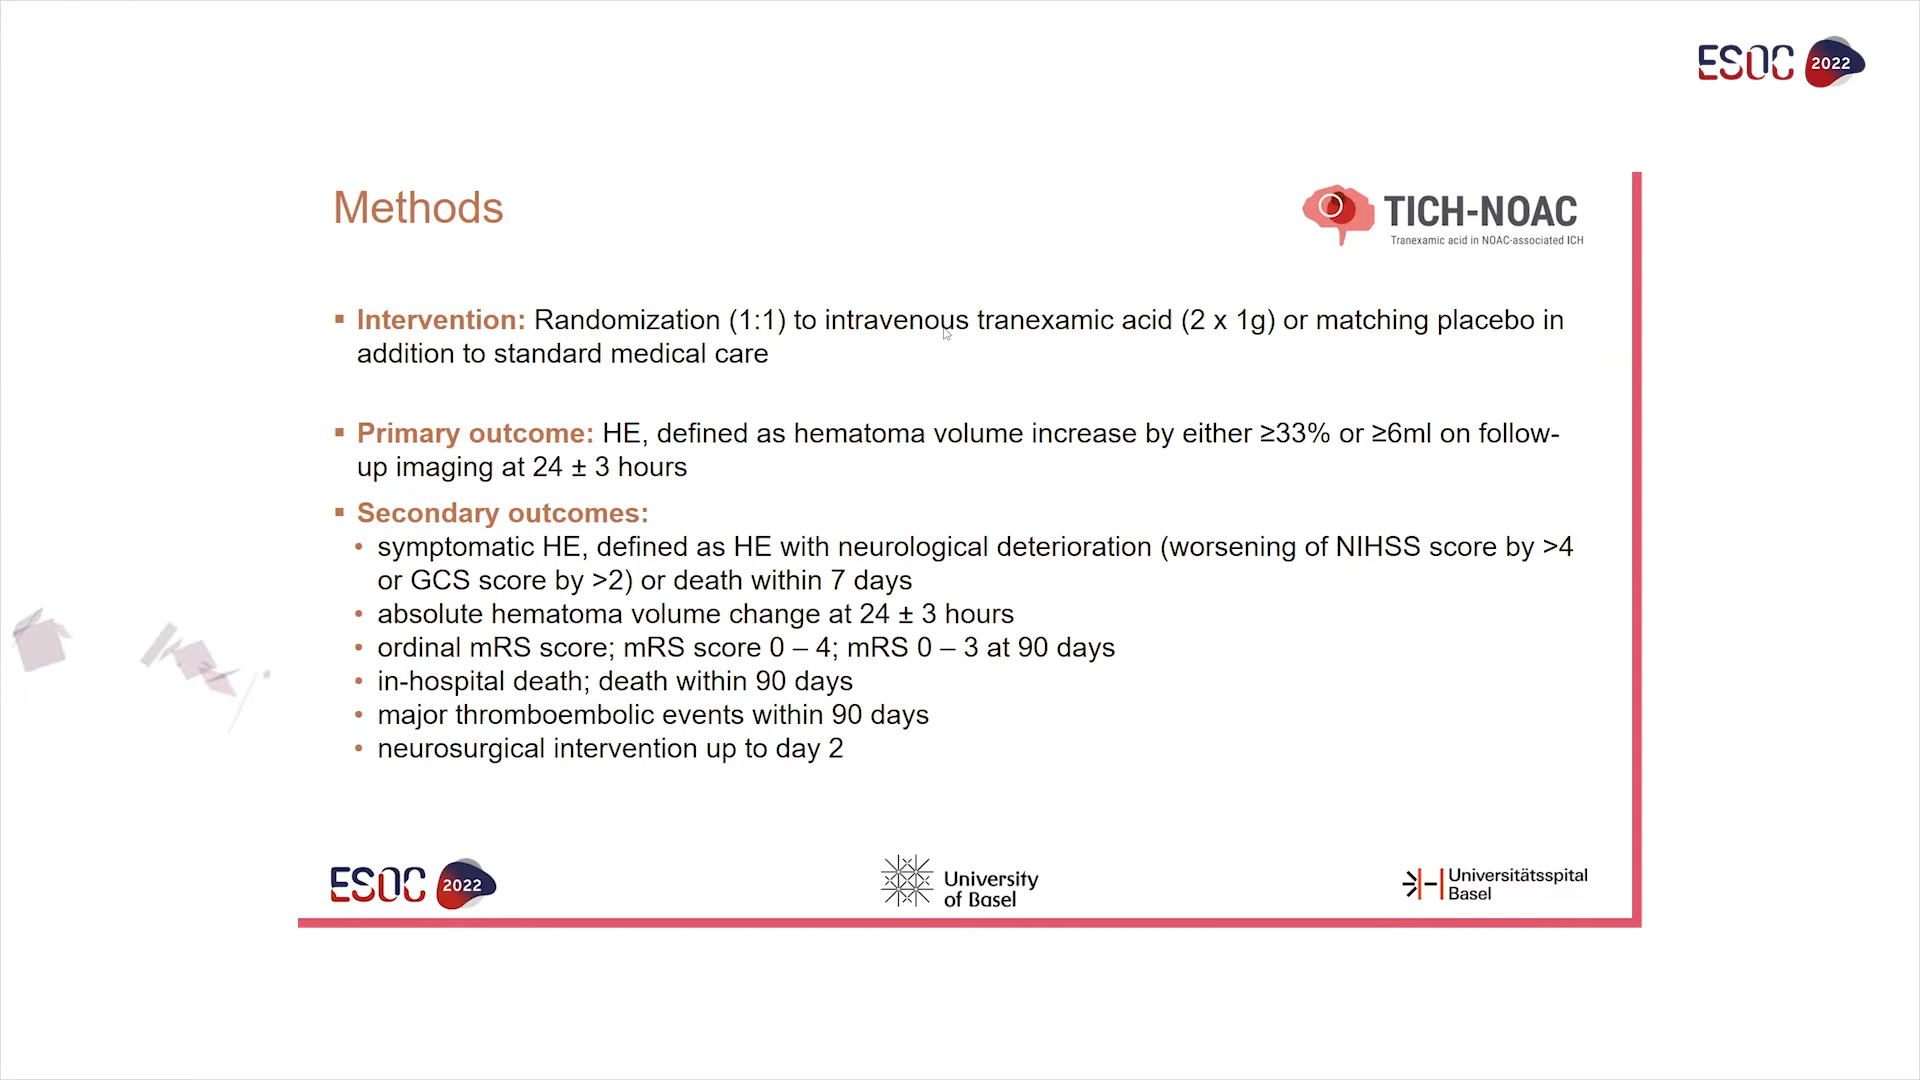 ESOC 2022
Methods
TICH-NOAC
Tranexamic acid in NOAC-associated ICH
▪ Intervention: Randomization (1:1) to intravenous tranexamic acid (2 x 1g) or matching placebo in
addition to standard medical care
▪ Primary outcome: HE, defined as hematoma volume increase by either ≥33% or ≥6ml on follow-
up imaging at 24 ± 3 hours
▪ Secondary outcomes:
• symptomatic HE, defined as HE with neurological deterioration (worsening of NIHSS score by >4
or GCS score by >2) or death within 7 days
• absolute hematoma volume change at 24 ± 3 hours
• ordinal mRS score; mRS score 0 – 4; mRS 0 – 3 at 90 days
• in-hospital death; death within 90 days
• major thromboembolic events within 90 days
• neurosurgical intervention up to day 2
ESOC 2022
University
of Basel
Universitätsspital
Basel